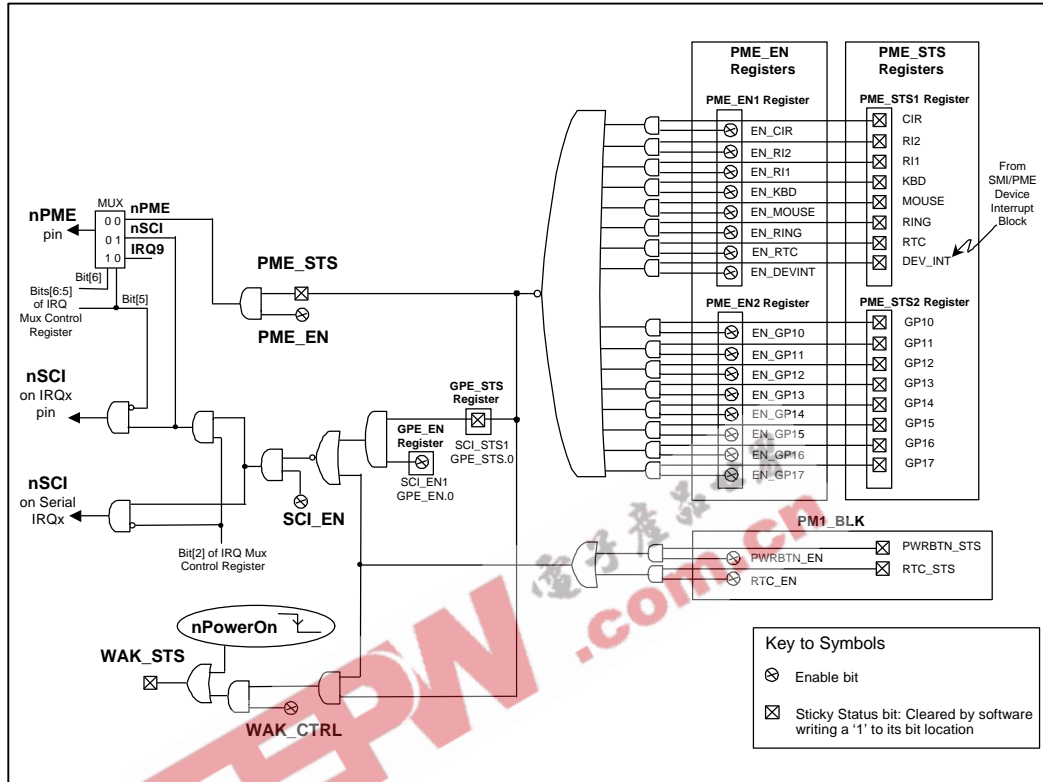 PME_EN
Registers
PME_STS
Registers
PME_EN1 Register
PME_STS1 Register
CIR
EN_CIR
RI2
EN_RI2
RI1
EN_RI1
KBD
EN_KBD
MOUSE
EN_MOUSE
RING
EN_RING
RTC
EN_RTC
DEV_INT
EN_DEVINT
From
SMI/PME
Device
Interrupt
Block
PME_EN2 Register
PME_STS2 Register
GP10
EN_GP10
GP11
EN_GP11
GP12
EN_GP12
GP13
EN_GP13
GP14
EN_GP14
GP15
EN_GP15
GP16
EN_GP16
GP17
EN_GP17
MUX
nPME
pin
0 0
0 1
1 0
nPME
nSCI
IRQ9
Bit[6]
Bits[6:5]
of IRQ
Mux Control
Register
Bit[5]
PME_STS
PME_EN
nSCI
on IRQx
pin
GPE_STS
Register
SCI_STS1
GPE_STS.0
GPE_EN
Register
SCI_EN1
GPE_EN.0
nSCI
on Serial
IRQx
SCI_EN
Bit[2] of IRQ Mux
Control Register
PM1_BLK
PWRBTN_STS
PWRBTN_EN
RTC_STS
RTC_EN
nPowerOn
WAK_STS
WAK_CTRL
Key to Symbols
Enable bit
Sticky Status bit: Cleared by software
writing a '1' to its bit location
.com.cn